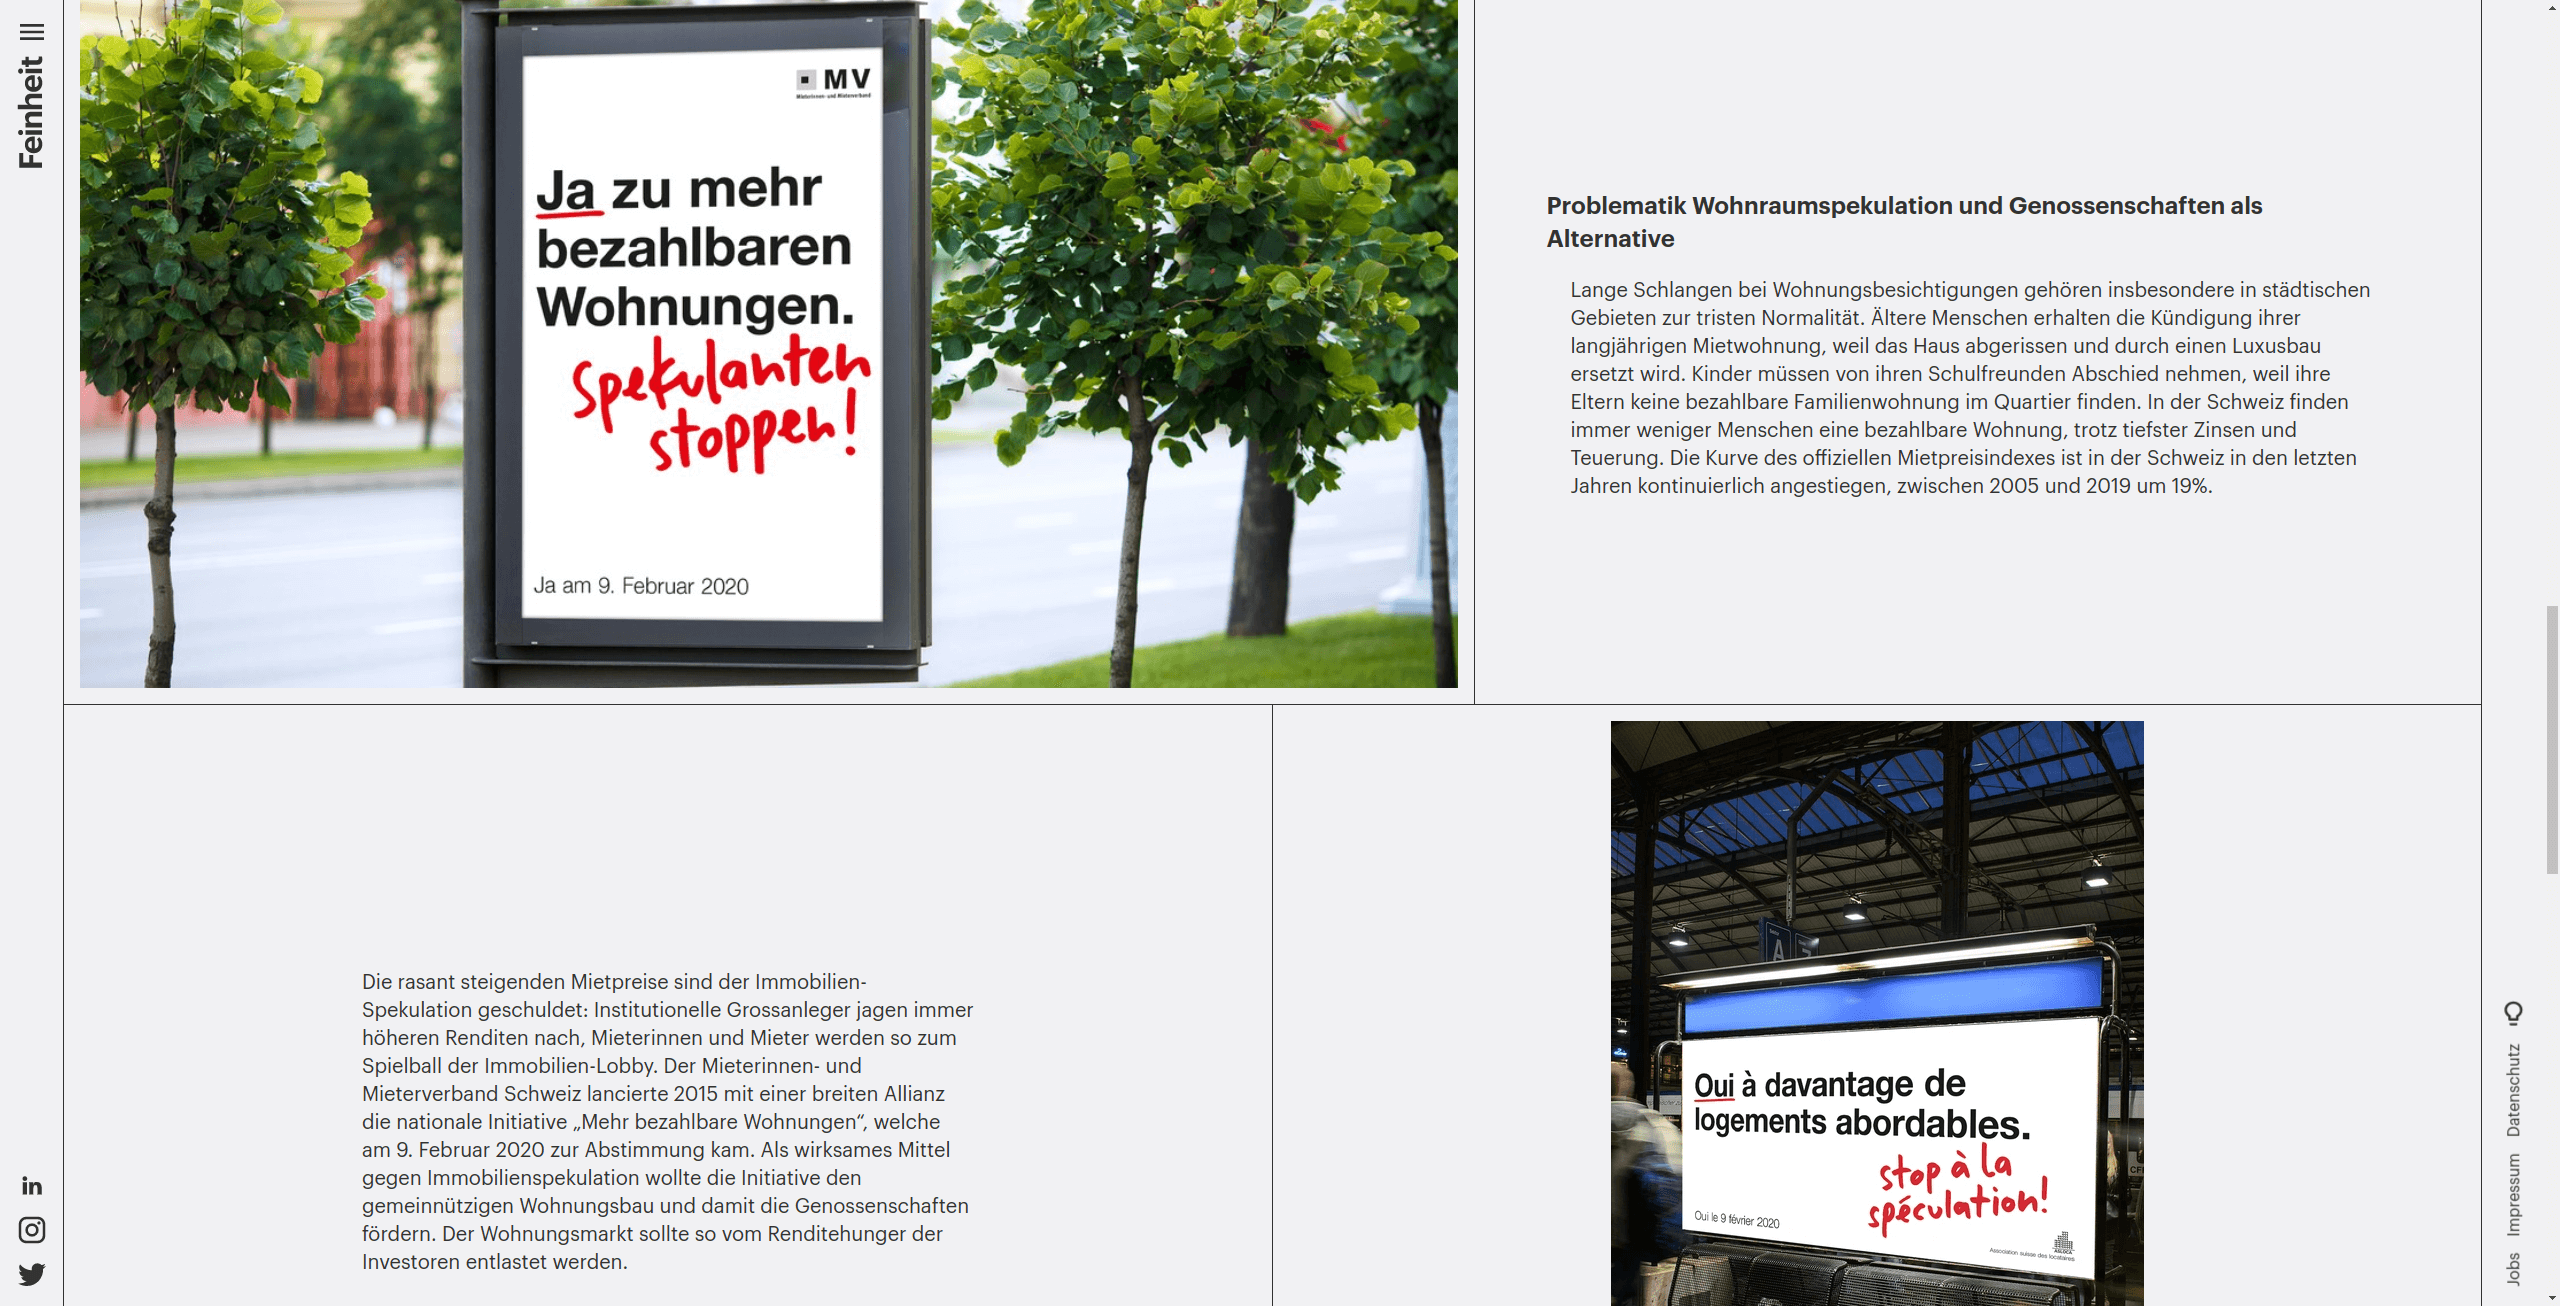 Feinheit
MV
Mieterinnen- und Mieterverband
Ja zu mehr
bezahlbaren
Wohnungen.
Spekulanten
stoppen!
Ja am 9. Februar 2020
Problematik Wohnraumspekulation und Genossenschaften als
Alternative
Lange Schlangen bei Wohnungsbesichtigungen gehören insbesondere in städtischen
Gebieten zur tristen Normalität. Ältere Menschen erhalten die Kündigung ihrer
langjährigen Mietwohnung, weil das Haus abgerissen und durch einen Luxusbau
ersetzt wird. Kinder müssen von ihren Schulfreunden Abschied nehmen, weil ihre
Eltern keine bezahlbare Familienwohnung im Quartier finden. In der Schweiz finden
immer weniger Menschen eine bezahlbare Wohnung, trotz tiefster Zinsen und
Teuerung. Die Kurve des offiziellen Mietpreisindexes ist in der Schweiz in den letzten
Jahren kontinuierlich angestiegen, zwischen 2005 und 2019 um 19%.
Die rasant steigenden Mietpreise sind der Immobilien-
Spekulation geschuldet: Institutionelle Grossanleger jagen immer
höheren Renditen nach, Mieterinnen und Mieter werden so zum
Spielball der Immobilien-Lobby. Der Mieterinnen- und
Mieterverband Schweiz lancierte 2015 mit einer breiten Allianz
die nationale Initiative „Mehr bezahlbare Wohnungen“, welche
am 9. Februar 2020 zur Abstimmung kam. Als wirksames Mittel
gegen Immobilienspekulation wollte die Initiative den
gemeinnützigen Wohnungsbau und damit die Genossenschaften
fördern. Der Wohnungsmarkt sollte so vom Renditehunger der
Investoren entlastet werden.
A
Oui à davantage de
logements abordables.
stop à la
spéculation!
Oui le 9 février 2020
ASLOCA
Association suisse des locataires
in
Datenschutz
Impressum
Jobs